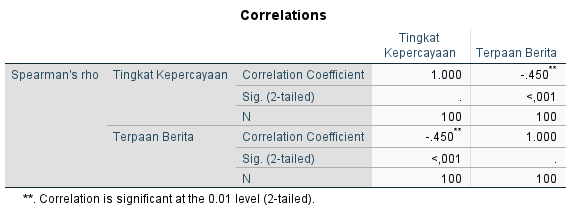 Correlations
Tingkat Kepercayaan Terpaan Berita
Spearman's rho Tingkat Kepercayaan Correlation Coefficient 1.000 -.450**
Sig. (2-tailed) . <,001
N 100 100
Terpaan Berita Correlation Coefficient -.450** 1.000
Sig. (2-tailed) <,001 .
N 100 100
**. Correlation is significant at the 0.01 level (2-tailed).